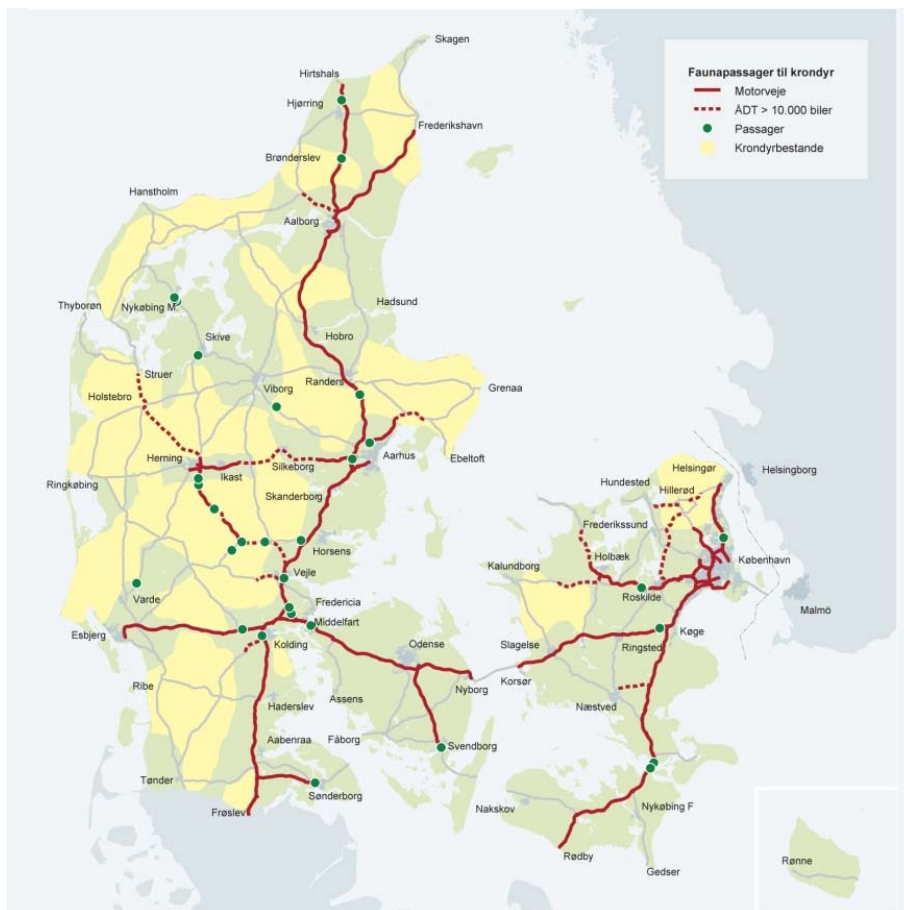 Skagen
Hirtshals
Hjørring
Frederikshavn
Brønderslev
Hanstholm
Aalborg
Thyborøn
Nykøbing M.
Hadsund
Skive
Hobro
Struer
Viborg
Randers
Grenaa
Holstebro
Herning
Ikast
Silkeborg
Aarhus
Ebeltoft
Ringkøbing
Skanderborg
Horsens
Vejle
Varde
Fredericia
Middelfart
Esbjerg
Kolding
Odense
Ribe
Nyborg
Assens
Haderslev
Fåborg
Aabenraa
Svendborg
Tønder
Sønderborg
Frøslev
Faunapassager til krondyr
Motorveje
ÅDT > 10.000 biler
Passager
Krondyrbestande
Helsingør
Helsingborg
Hundested
Hillerød
Frederikssund
Holbæk
København
Kalundborg
Roskilde
Malmö
Køge
Slagelse
Ringsted
Korsør
Næstved
Nakskov
Nykøbing F
Rødby
Gedser
Rønne